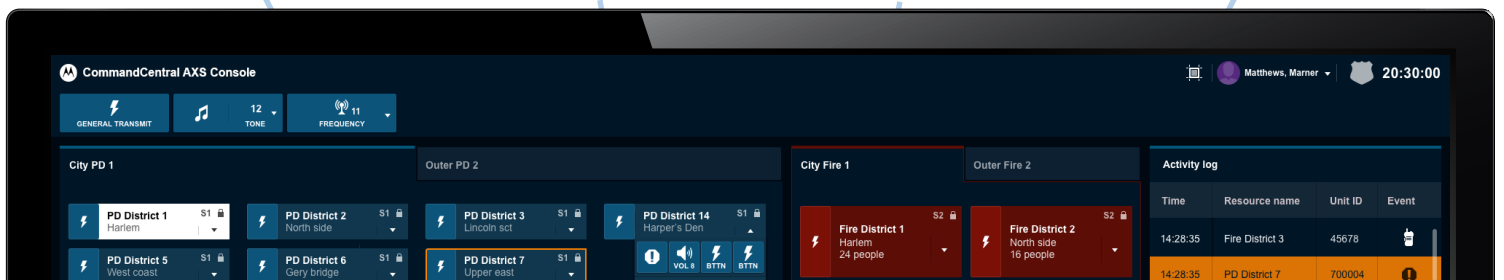 CommandCentral AXS Console
Matthews, Marner
20:30:00
GENERAL TRANSMIT
12
TONE
11
FREQUENCY
City PD 1
Outer PD 2
City Fire 1
Outer Fire 2
Activity log
Time Resource name Unit ID Event
PD District 1 S1
Harlem
PD District 2 S1
North side
PD District 3 S1
Lincoln sct
PD District 14 S1
Harper's Den
VOL 8 BTTN BTTN
PD District 5 S1
West coast
PD District 6 S1
Gery bridge
PD District 7 S1
Upper east
S2
Fire District 1
Harlem
24 people
S2
Fire District 2
North side
16 people
14:28:35 Fire District 3 45678
14:28:35 PD District 7 700004